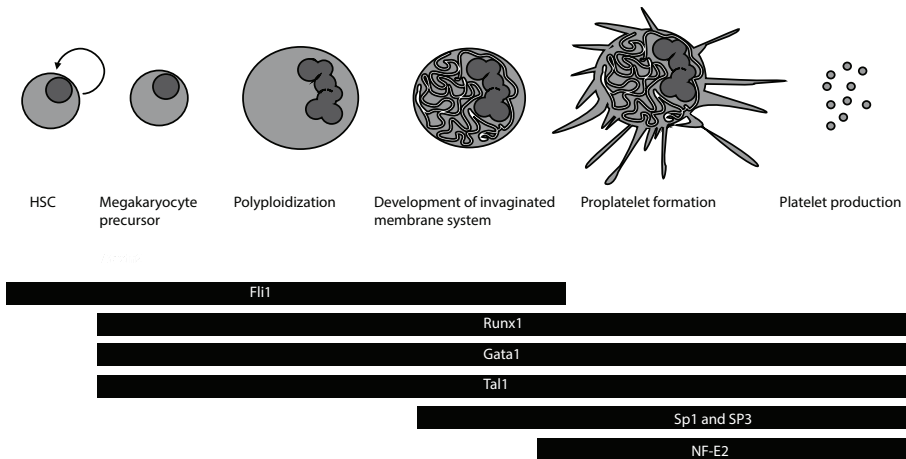 HSC
Megakaryocyte
precursor
Polyploidization
Development of invaginated
membrane system
Proplatelet formation
Platelet production
Fli1
Runx1
Gata1
Tal1
Sp1 and SP3
NF-E2